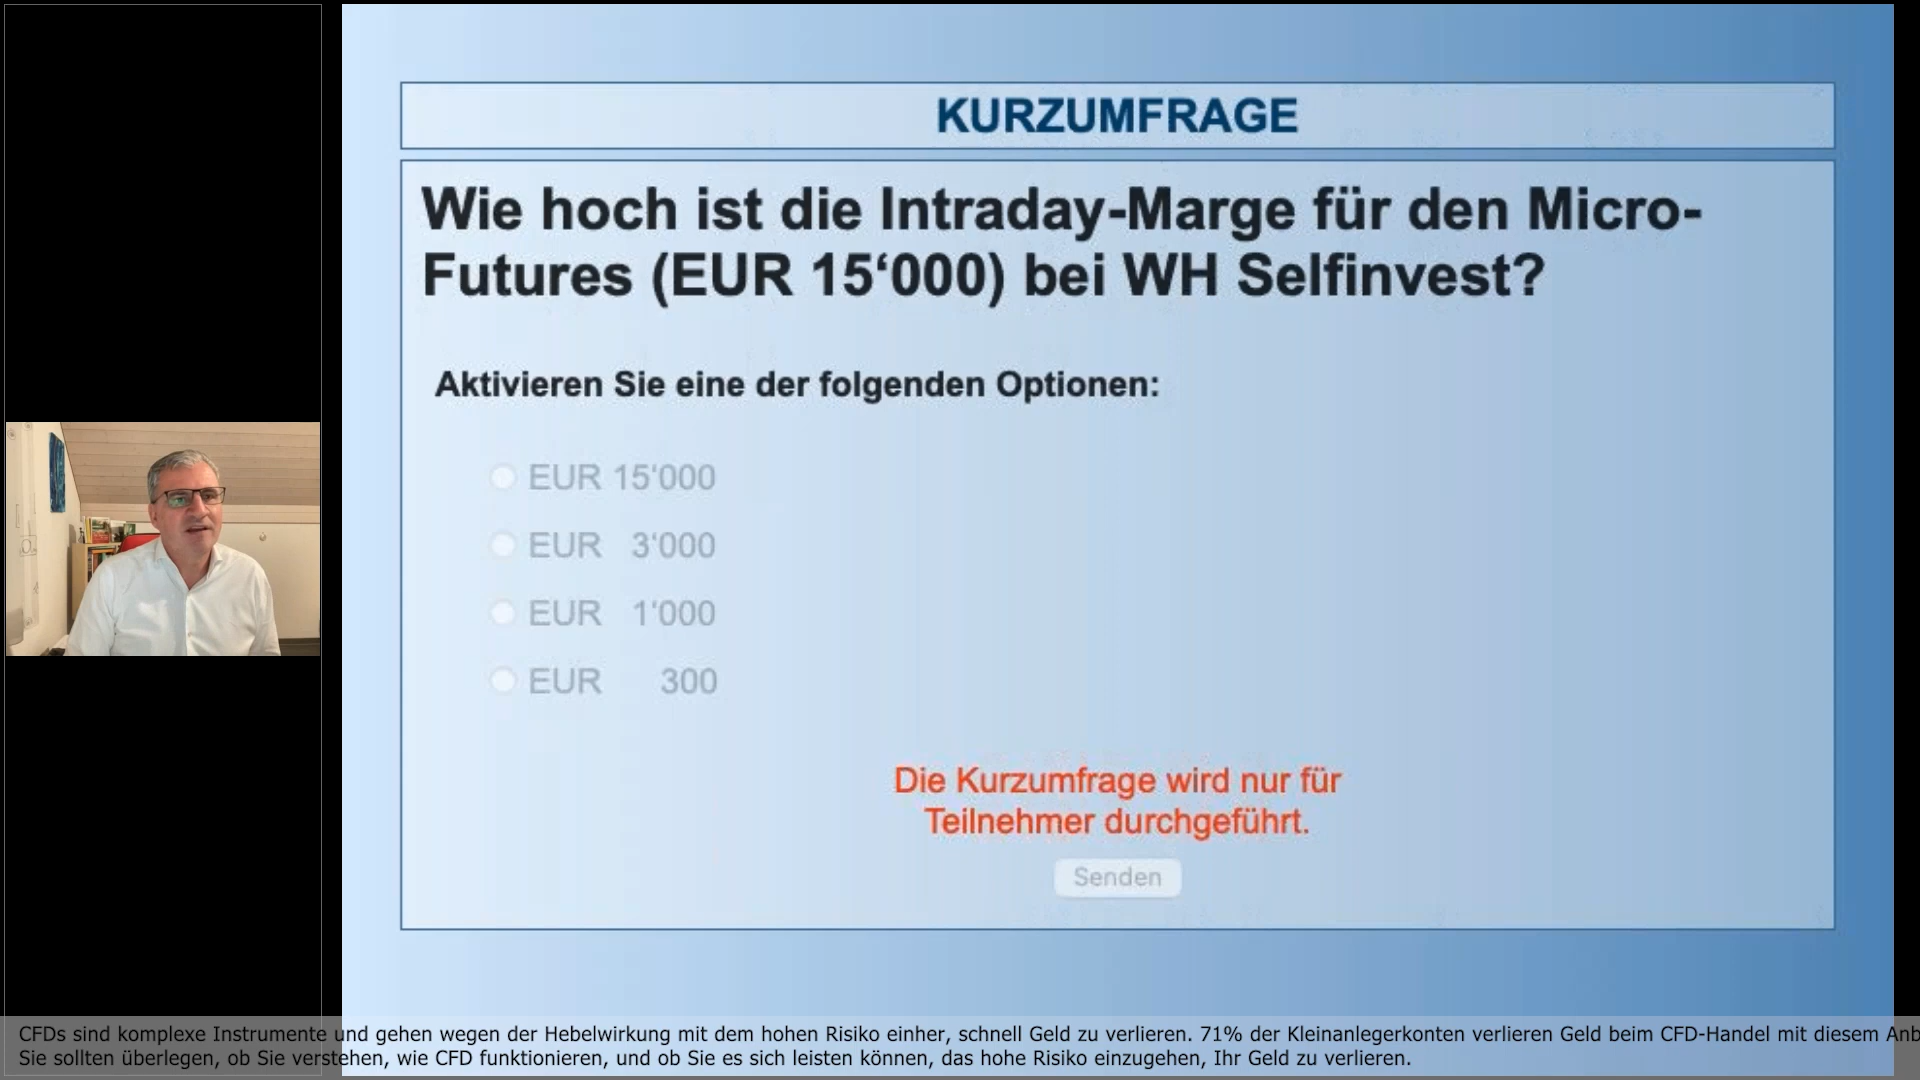 KURZUMFRAGE
Wie hoch ist die Intraday-Marge für den Micro-
Futures (EUR 15‘000) bei WH Selfinvest?
Aktivieren Sie eine der folgenden Optionen:
EUR 15'000
EUR 3'000
EUR 1'000
EUR 300
Die Kurzumfrage wird nur für
Teilnehmer durchgeführt.
Senden
CFDs sind komplexe Instrumente und gehen wegen der Hebelwirkung mit dem hohen Risiko einher, schnell Geld zu verlieren. 71% der Kleinanlegerkonten verlieren Geld beim CFD-Handel mit diesem Anb
Sie sollten überlegen, ob Sie verstehen, wie CFD funktionieren, und ob Sie es sich leisten können, das hohe Risiko einzugehen, Ihr Geld zu verlieren.